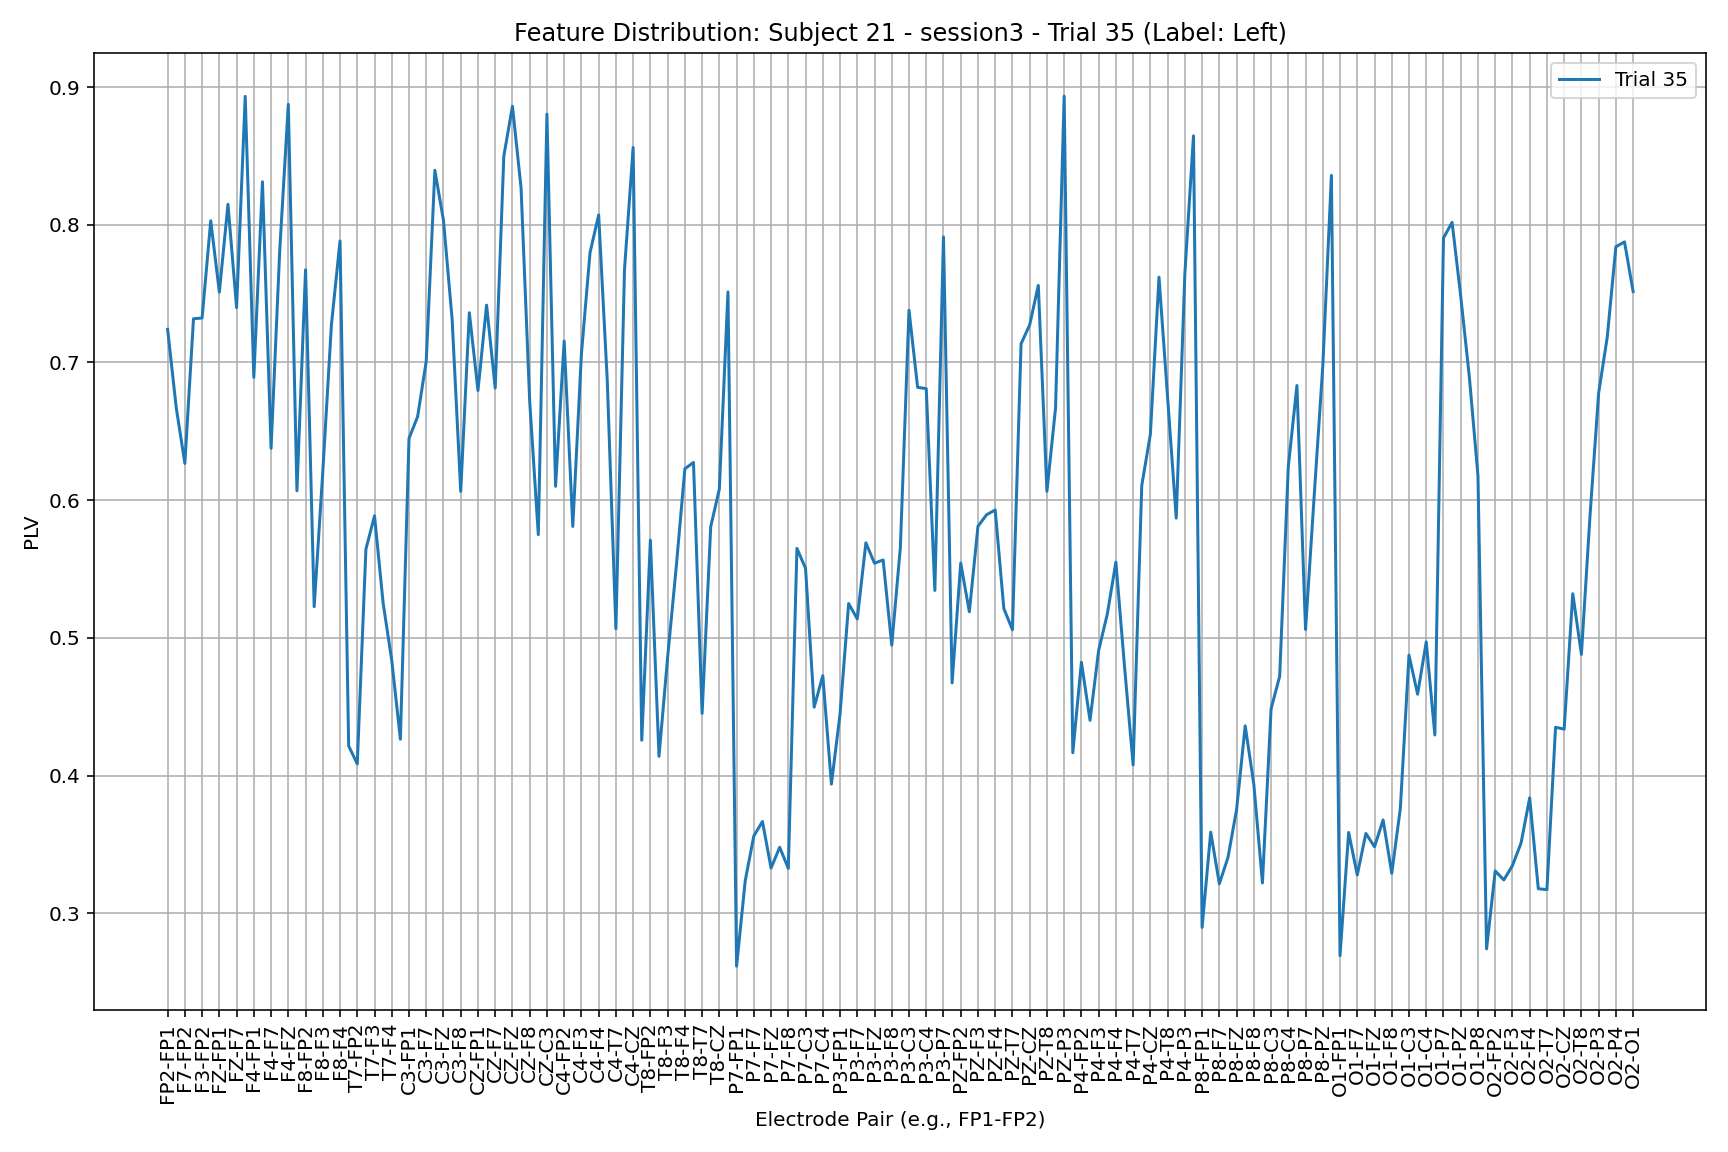 Feature Distribution: Subject 21 - session3 - Trial 35 (Label: Left)
Trial 35
PLV
0.9
0.8
0.7
0.6
0.5
0.4
0.3
FP2-FP1
F7-FP2
F3-FP2
FZ-FP1
FZ-F7
F4-FP1
F4-F7
F4-FZ
F8-FP2
F8-F3
F8-F4
T7-FP2
T7-F3
T7-F4
C3-FP1
C3-F7
C3-FZ
C3-F8
CZ-FP1
CZ-F7
CZ-FZ
CZ-F8
CZ-C3
C4-FP2
C4-F3
C4-F4
C4-T7
C4-CZ
T8-FP2
T8-F3
T8-F4
T8-T7
T8-CZ
P7-FP1
P7-F7
P7-FZ
P7-F8
P7-C3
P7-C4
P3-FP1
P3-F7
P3-FZ
P3-F8
P3-C3
P3-C4
P3-P7
PZ-FP2
PZ-F3
PZ-F4
PZ-T7
PZ-CZ
PZ-T8
PZ-P3
P4-FP2
P4-F3
P4-F4
P4-T7
P4-CZ
P4-T8
P4-P3
P8-FP1
P8-F7
P8-FZ
P8-F8
P8-C3
P8-C4
P8-P7
P8-PZ
O1-FP1
O1-F7
O1-FZ
O1-F8
O1-C3
O1-C4
O1-P7
O1-PZ
O1-P8
O2-FP2
O2-F3
O2-F4
O2-T7
O2-CZ
O2-T8
O2-P3
O2-P4
O2-O1
Electrode Pair (e.g., FP1-FP2)